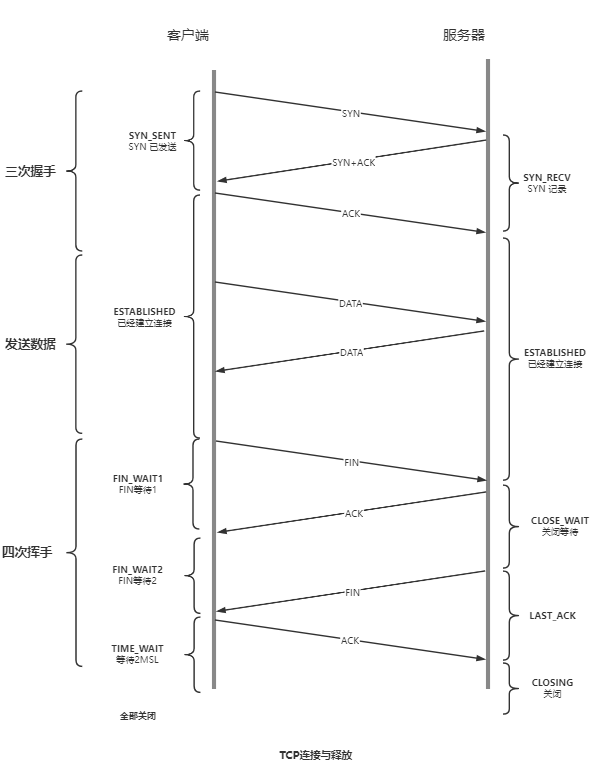 客户端
服务器
SYN
SYN_SENT
SYN 已发送
SYN+ACK
三次握手
SYN_RECV
SYN 记录
ACK
DATA
ESTABLISHED
已经建立连接
发送数据
DATA
ESTABLISHED
已经建立连接
FIN
FIN_WAIT1
FIN等待1
ACK
CLOSE_WAIT
关闭等待
四次挥手
FIN_WAIT2
FIN等待2
FIN
LAST_ACK
ACK
TIME_WAIT
等待2MSL
CLOSING
关闭
全部关闭
TCP连接与释放